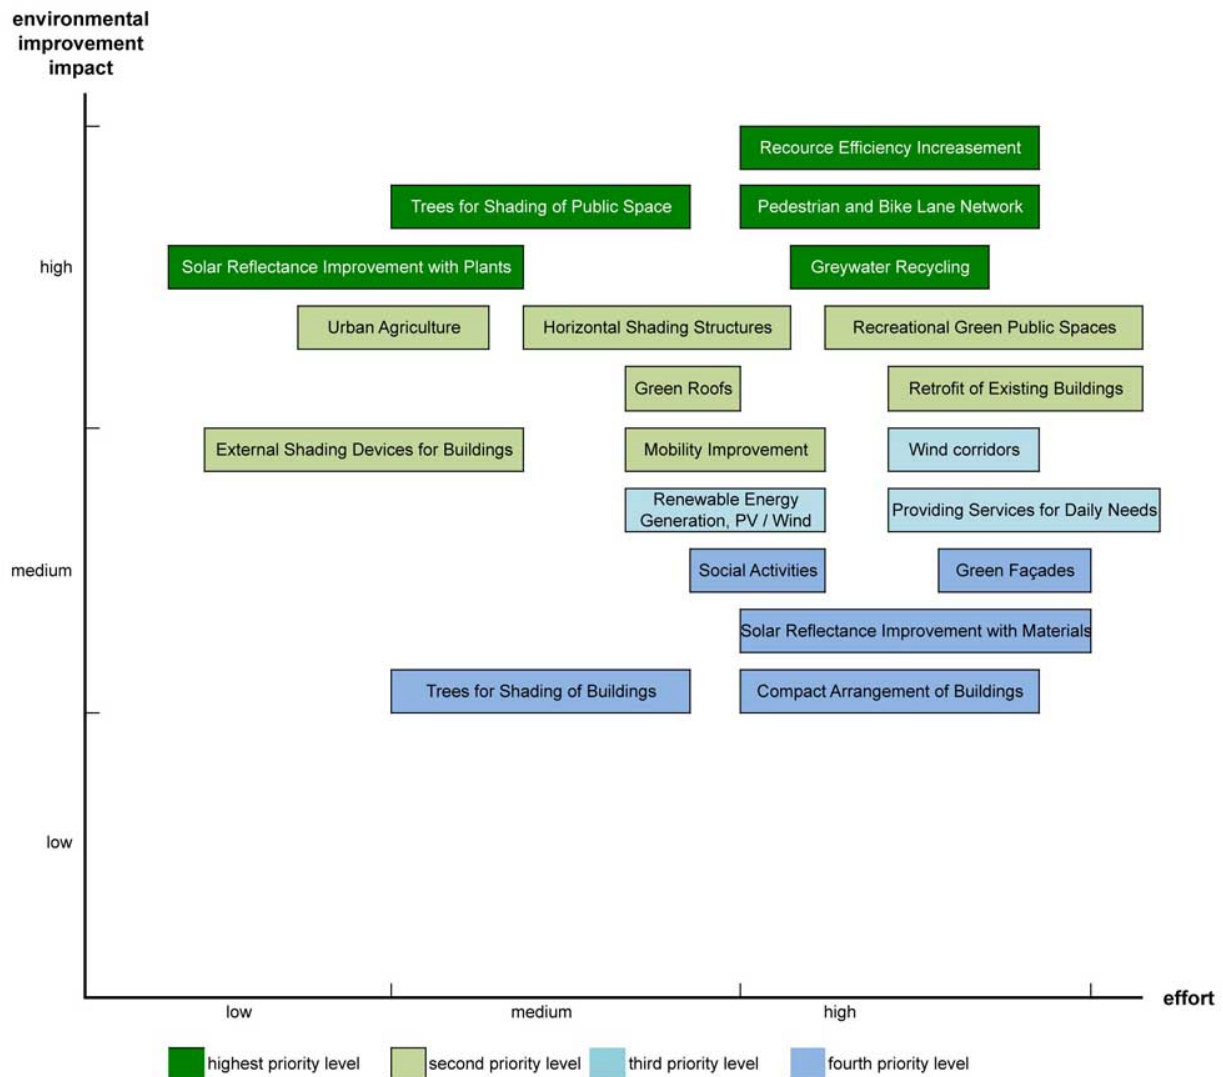 environmental
improvement
impact
Recource Efficiency Increasement
Trees for Shading of Public Space
Pedestrian and Bike Lane Network
high
Solar Reflectance Improvement with Plants
Greywater Recycling
Urban Agriculture
Horizontal Shading Structures
Recreational Green Public Spaces
Green Roofs
Retrofit of Existing Buildings
External Shading Devices for Buildings
Mobility Improvement
Wind corridors
Renewable Energy
Generation, PV / Wind
Providing Services for Daily Needs
medium
Social Activities
Green Façades
Solar Reflectance Improvement with Materials
Trees for Shading of Buildings
Compact Arrangement of Buildings
low
low
medium
high
effort
highest priority level
second priority level
third priority level
fourth priority level